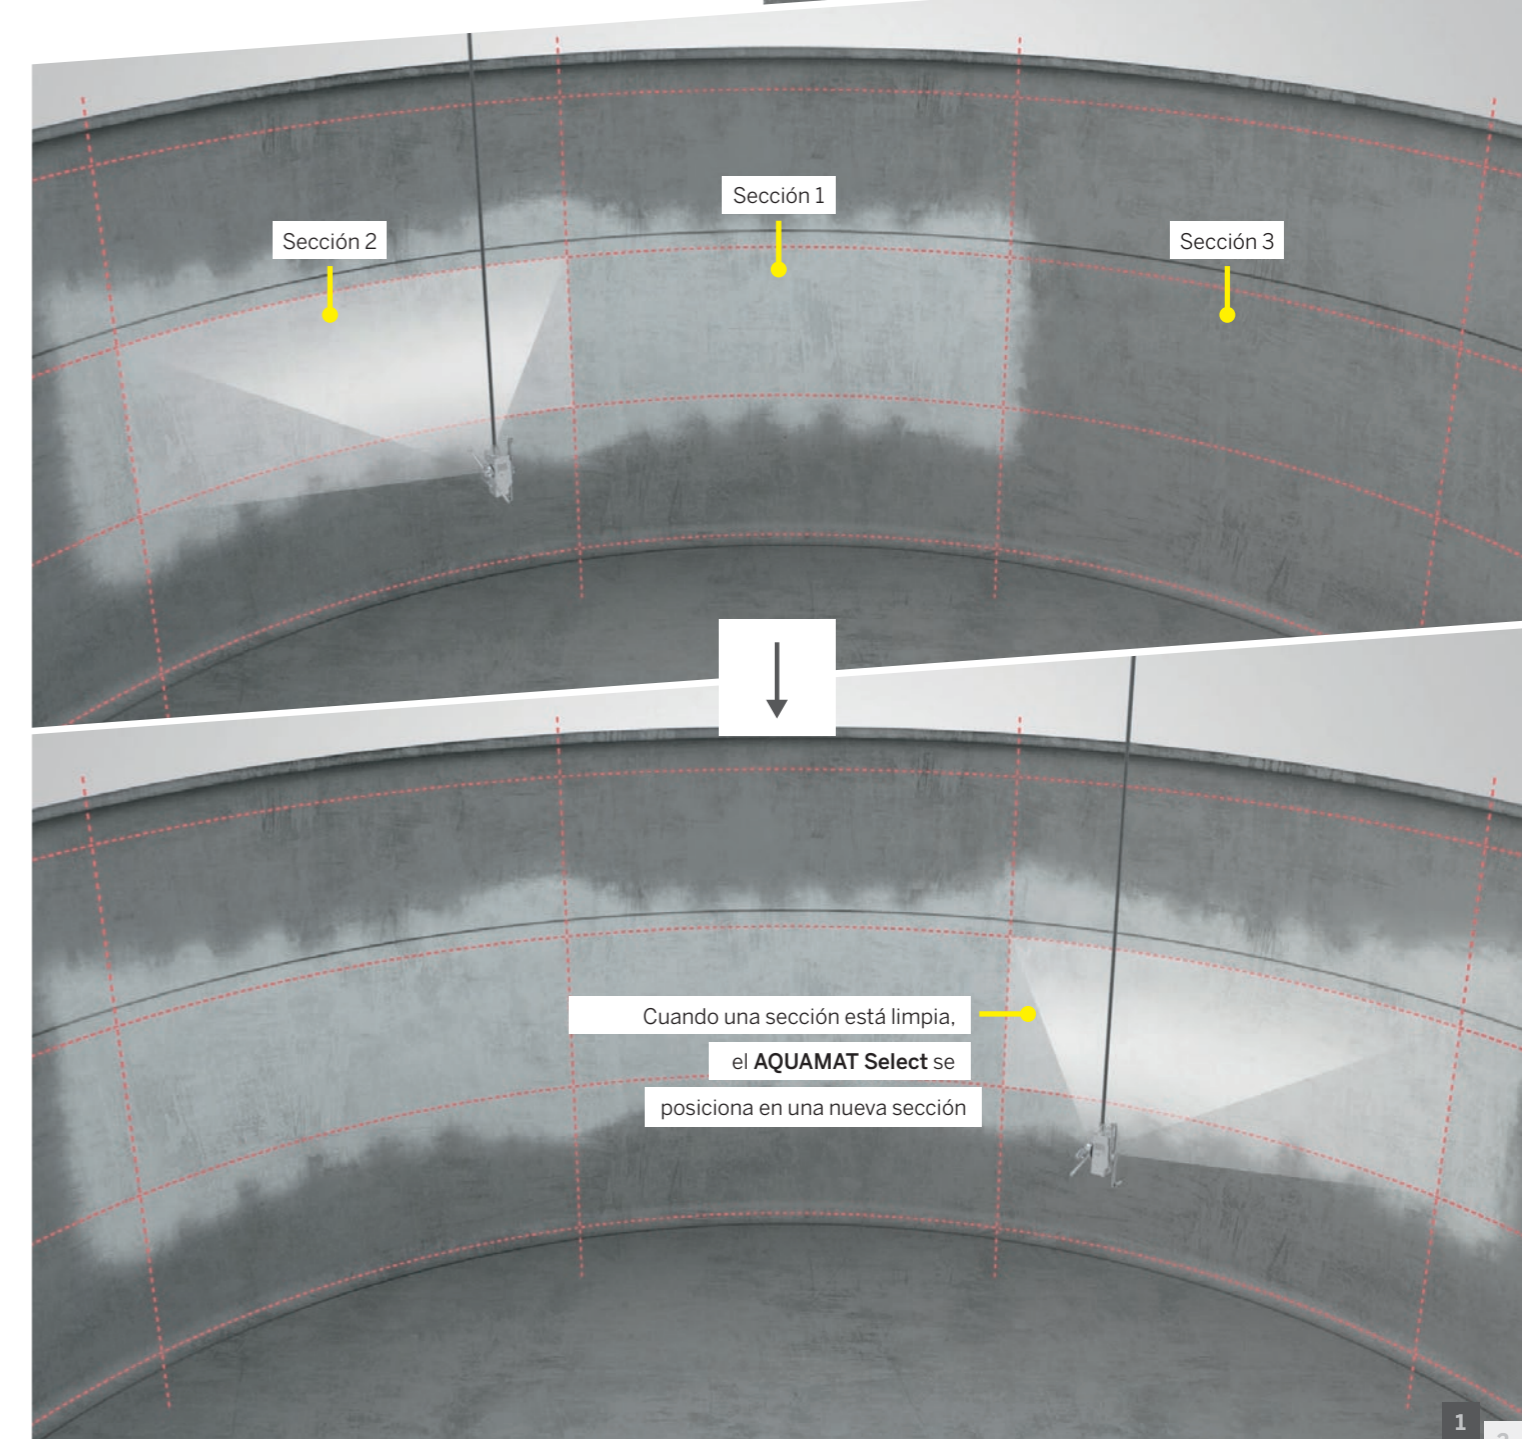 Sección 1
Sección 2
Sección 3
Cuando una sección está limpia,
el AQUAMAT Select se
posiciona en una nueva sección
1